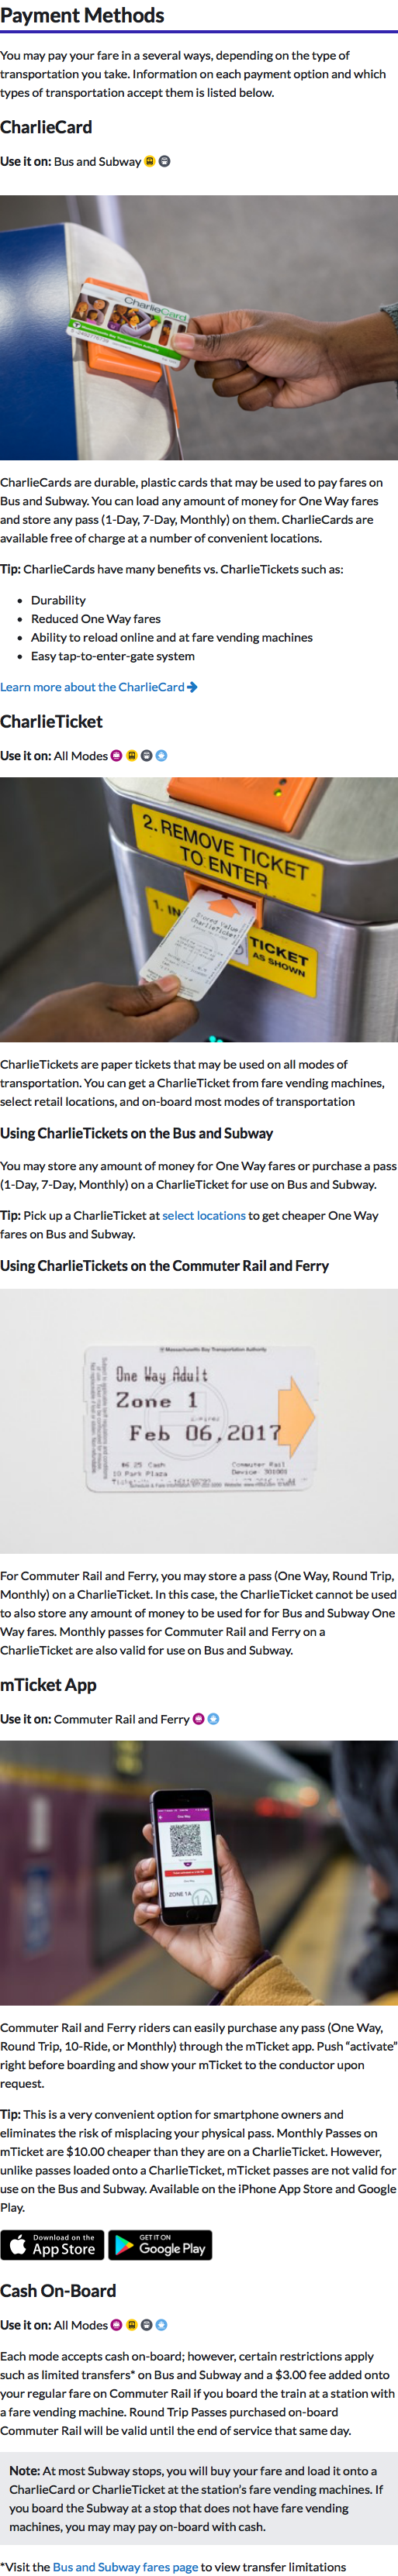 Payment Methods
You may pay your fare in a several ways, depending on the type of
transportation you take. Information on each payment option and which
types of transportation accept them is listed below.
CharlieCard
Use it on: Bus and Subway
CharlieCard
CharlieCards are durable, plastic cards that may be used to pay fares on
Bus and Subway. You can load any amount of money for One Way fares
and store any pass (1-Day, 7-Day, Monthly) on them. CharlieCards are
available free of charge at a number of convenient locations.
Tip: CharlieCards have many benefits vs. CharlieTickets such as:
• Durability
• Reduced One Way fares
• Ability to reload online and at fare vending machines
• Easy tap-to-enter-gate system
Learn more about the CharlieCard
CharlieTicket
Use it on: All Modes
2. REMOVE TICKET
TO ENTER
1. IN
TICKET
AS SHOWN
Stored Value
CharlieTicket
CharlieTickets are paper tickets that may be used on all modes of
transportation. You can get a CharlieTicket from fare vending machines,
select retail locations, and on-board most modes of transportation
Using CharlieTickets on the Bus and Subway
You may store any amount of money for One Way fares or purchase a pass
(1-Day, 7-Day, Monthly) on a CharlieTicket for use on Bus and Subway.
Tip: Pick up a CharlieTicket at select locations to get cheaper One Way
fares on Bus and Subway.
Using CharlieTickets on the Commuter Rail and Ferry
Massachusetts Bay Transportation Authority
One Way Adult
Zone 1
Expires
Feb 06,2017
$6.25 Cash
Commuter Rail
10 Park Plaza
Device: 301001
For Commuter Rail and Ferry, you may store a pass (One Way, Round Trip,
Monthly) on a CharlieTicket. In this case, the CharlieTicket cannot be used
to also store any amount of money to be used for for Bus and Subway One
Way fares. Monthly passes for Commuter Rail and Ferry on a
CharlieTicket are also valid for use on Bus and Subway.
mTicket App
Use it on: Commuter Rail and Ferry
One Way
ZONE 1A
1A
Commuter Rail and Ferry riders can easily purchase any pass (One Way,
Round Trip, 10-Ride, or Monthly) through the mTicket app. Push “activate”
right before boarding and show your mTicket to the conductor upon
request.
Tip: This is a very convenient option for smartphone owners and
eliminates the risk of misplacing your physical pass. Monthly Passes on
mTicket are $10.00 cheaper than they are on a CharlieTicket. However,
unlike passes loaded onto a CharlieTicket, mTicket passes are not valid for
use on the Bus and Subway. Available on the iPhone App Store and Google
Play.
Download on the
App Store
GET IT ON
Google Play
Cash On-Board
Use it on: All Modes
Each mode accepts cash on-board; however, certain restrictions apply
such as limited transfers* on Bus and Subway and a $3.00 fee added onto
your regular fare on Commuter Rail if you board the train at a station with
a fare vending machine. Round Trip Passes purchased on-board
Commuter Rail will be valid until the end of service that same day.
Note: At most Subway stops, you will buy your fare and load it onto a
CharlieCard or CharlieTicket at the station’s fare vending machines. If
you board the Subway at a stop that does not have fare vending
machines, you may may pay on-board with cash.
*Visit the Bus and Subway fares page to view transfer limitations